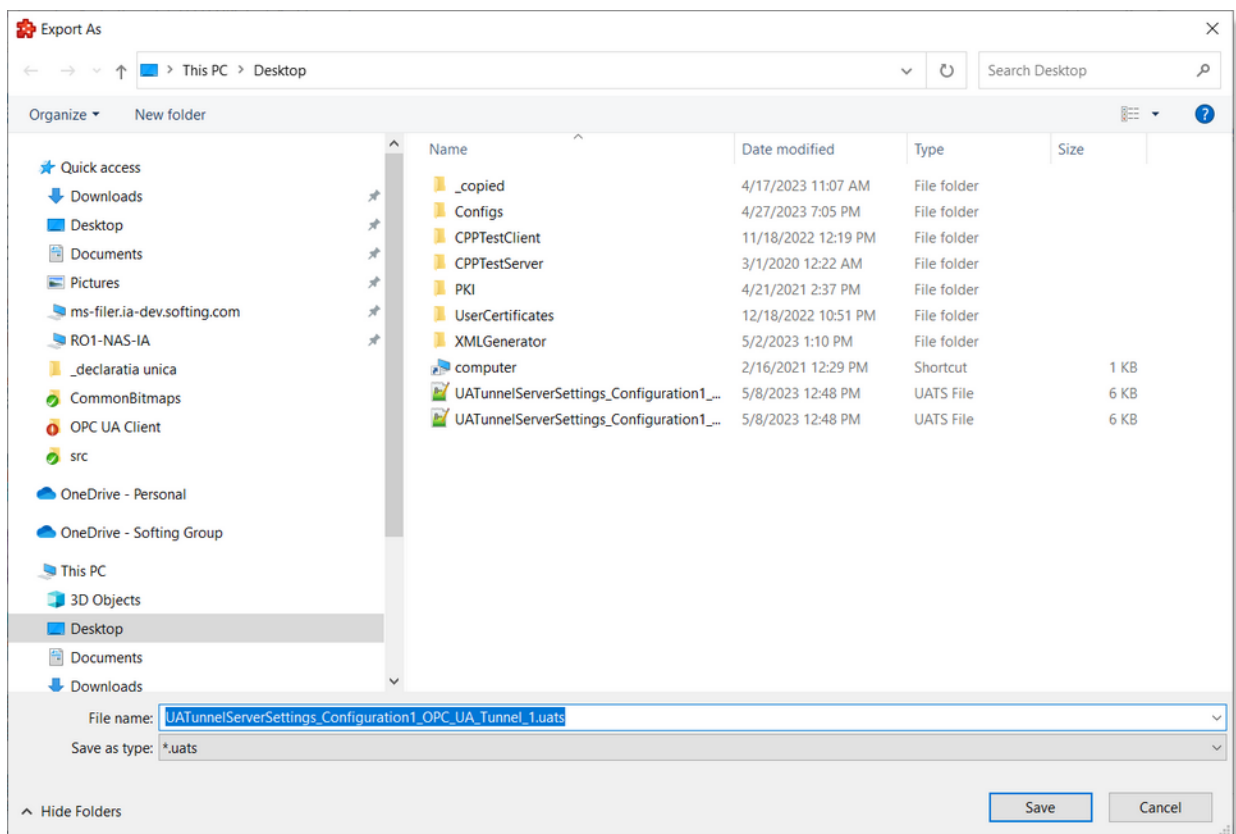 Export As
This PC > Desktop
Search Desktop
Organize
New folder
Name Date modified Type Size
Quick access
Downloads
Desktop
Documents
Pictures
ms-filer.ia-dev.softing.com
RO1-NAS-IA
_declaratia unica
CommonBitmaps
OPC UA Client
src
OneDrive - Personal
OneDrive - Softing Group
This PC
3D Objects
Desktop
Documents
Downloads
_copied 4/17/2023 11:07 AM File folder
Configs 4/27/2023 7:05 PM File folder
CPPTestClient 11/18/2022 12:19 PM File folder
CPPTestServer 3/1/2020 12:22 AM File folder
PKI 4/21/2021 2:37 PM File folder
UserCertificates 12/18/2022 10:51 PM File folder
XMLGenerator 5/2/2023 1:10 PM File folder
computer 2/16/2021 12:29 PM Shortcut 1 KB
UATunnelServerSettings_Configuration1_... 5/8/2023 12:48 PM UATS File 6 KB
UATunnelServerSettings_Configuration1_... 5/8/2023 12:48 PM UATS File 6 KB
File name: UATunnelServerSettings_Configuration1_OPC_UA_Tunnel_1.uats
Save as type: *.uats
Hide Folders
Save
Cancel